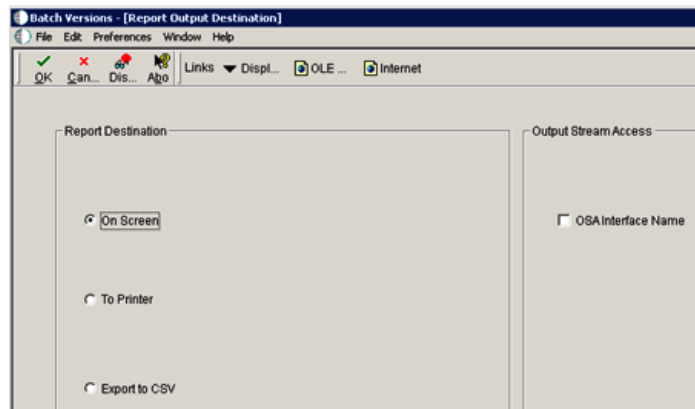 Batch Versions - [Report Output Destination]
File Edit Preferences Window Help
OK Can... Dis... Abo Links Displ... OLE ... Internet
Report Destination
Output Stream Access
On Screen
OSA Interface Name
To Printer
Export to CSV